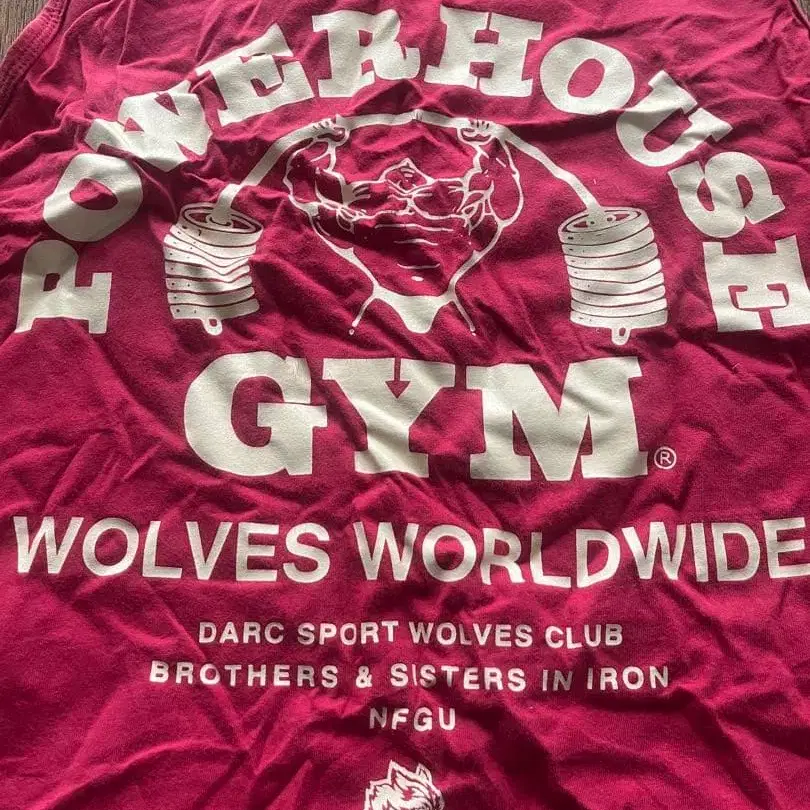 POWERHOUSE
GYM®
WOLVES WORLDWIDE
DARC SPORT WOLVES CLUB
BROTHERS & SISTERS IN IRON
NFGU